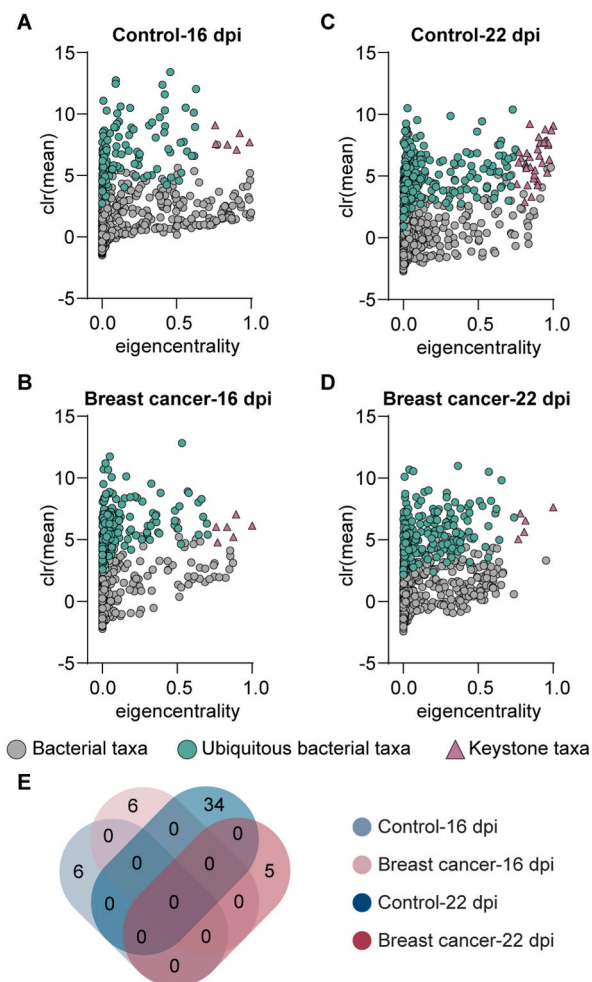 A
Control-16 dpi
15
10
5
0
-5
clr(mean)
0.0 0.5 1.0
eigencentrality
C
Control-22 dpi
15
10
5
0
-5
clr(mean)
0.0 0.5 1.0
eigencentrality
B
Breast cancer-16 dpi
15
10
5
0
-5
clr(mean)
0.0 0.5 1.0
eigencentrality
D
Breast cancer-22 dpi
15
10
5
0
-5
clr(mean)
0.0 0.5 1.0
eigencentrality
Bacterial taxa Ubiquitous bacterial taxa Keystone taxa
E
6 34
0 0 0
6 0 0 5
0 0 0
0 0
0
Control-16 dpi
Breast cancer-16 dpi
Control-22 dpi
Breast cancer-22 dpi